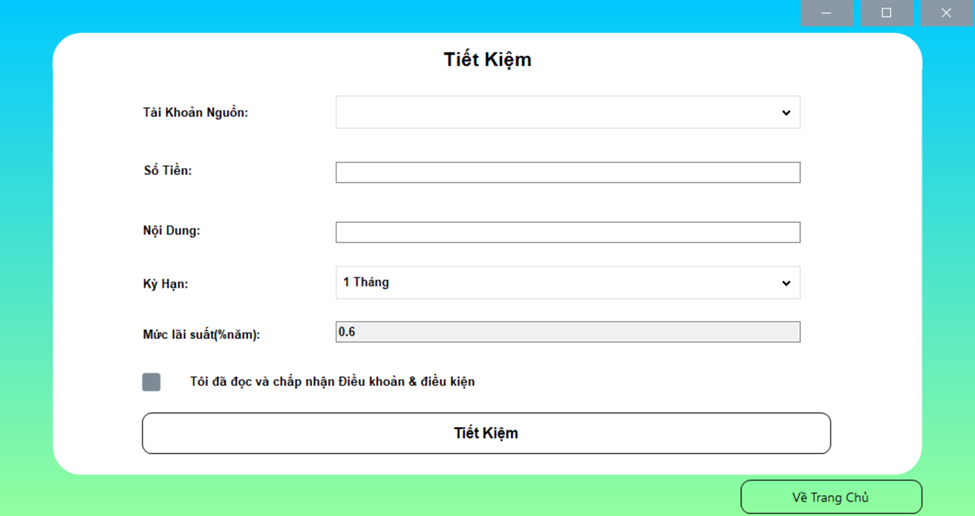 Tiết Kiệm
Tài Khoản Nguồn:
Số Tiền:
Nội Dung:
Kỳ Hạn: 1 Tháng
Mức lãi suất(%năm): 0.6
Tôi đã đọc và chấp nhận Điều khoản & điều kiện
Tiết Kiệm
Về Trang Chủ